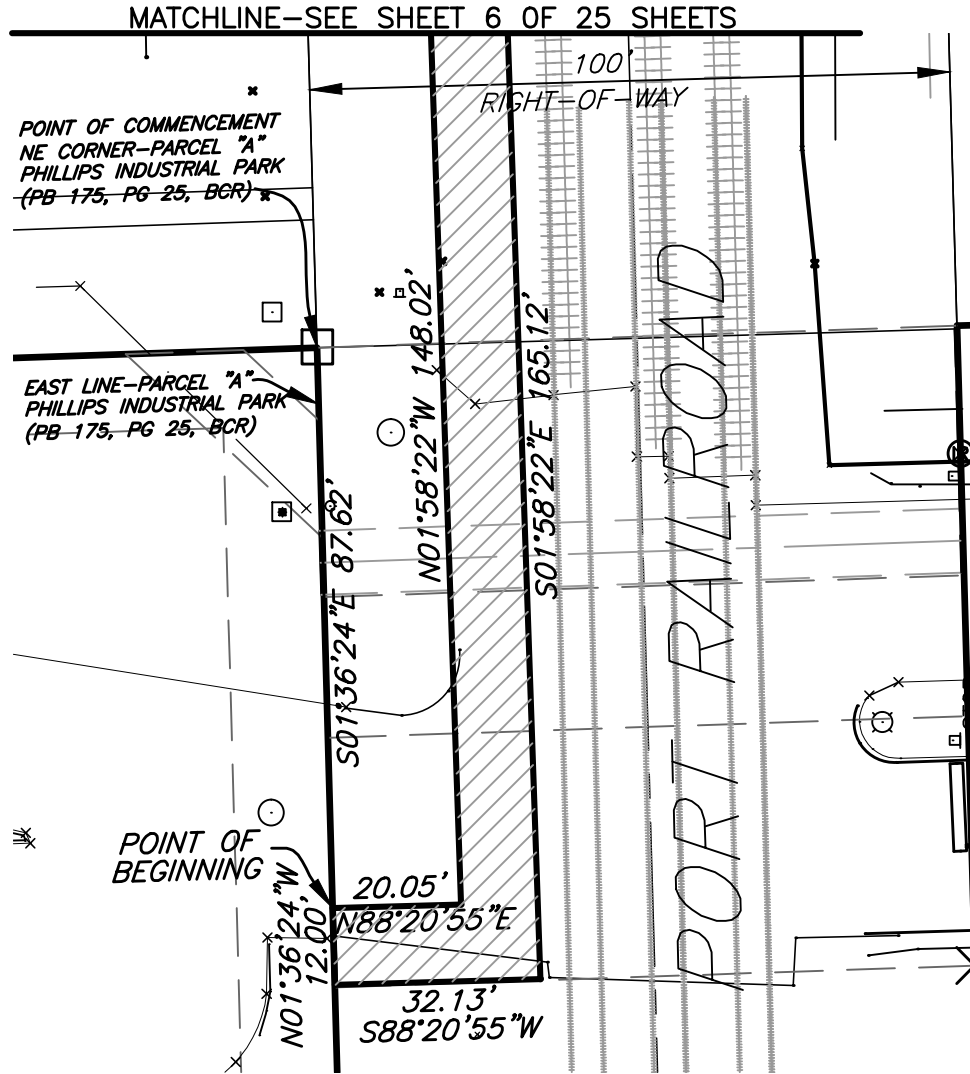 MATCHLINE-SEE SHEET 6 OF 25 SHEETS
100'
RIGHT-OF-WAY
POINT OF COMMENCEMENT
NE CORNER-PARCEL "A"
PHILLIPS INDUSTRIAL PARK
(PB 175, PG 25, BCR)
EAST LINE-PARCEL "A"
PHILLIPS INDUSTRIAL PARK
(PB 175, PG 25, BCR)
N01°58'22"W 148.02'
S01°58'22"E 165.12'
S01°36'24"E 87.62'
PORT RAILROAD
POINT OF
BEGINNING
20.05'
N88°20'55"E
N01°36'24"W
12.00'
32.13'
S88°20'55"W